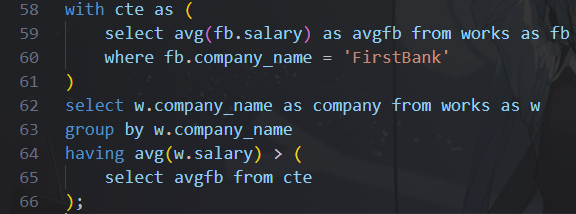 58 with cte as (
59     select avg(fb.salary) as avgfb from works as fb
60     where fb.company_name = 'FirstBank'
61 )
62 select w.company_name as company from works as w
63 group by w.company_name
64 having avg(w.salary) > (
65     select avgfb from cte
66 );